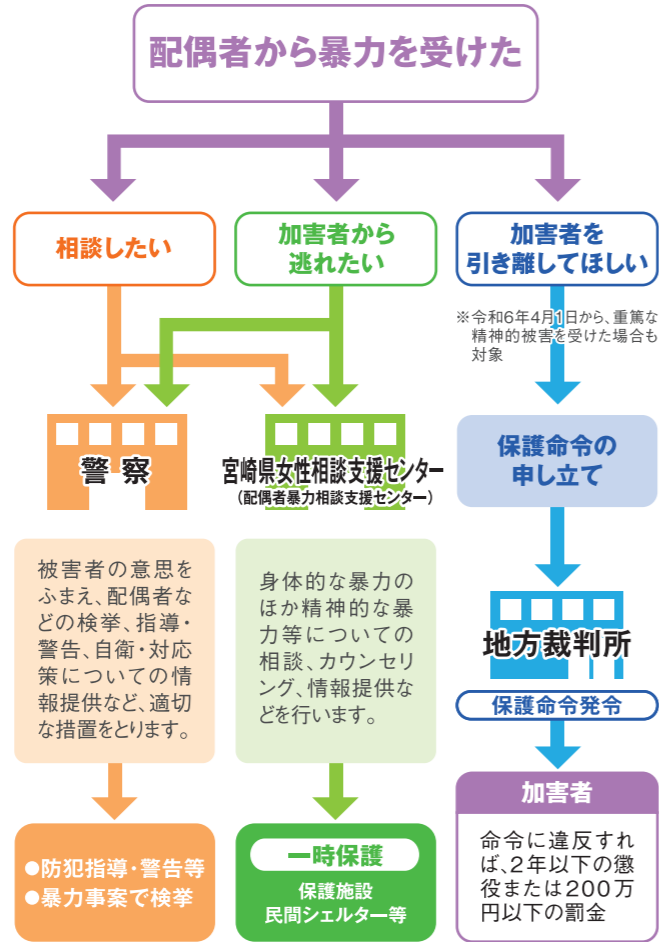 配偶者から暴力を受けた
相談したい
加害者から
逃れたい
加害者を
引き離してほしい
※令和6年4月1日から、重篤な
精神的被害を受けた場合も
対象
警察
宮崎県女性相談支援センター
（配偶者暴力相談支援センター）
保護命令の
申し立て
被害者の意思を
ふまえ、配偶者な
どの検挙、指導・
警告、自衛・対応
策についての情
報提供など、適切
な措置をとります。
身体的な暴力の
ほか精神的な暴
力等についての
相談、カウンセリ
ング、情報提供な
どを行います。
地方裁判所
保護命令発令
●防犯指導・警告等
●暴力事案で検挙
一時保護
保護施設
民間シェルター等
加害者
命令に違反すれ
ば、2年以下の懲
役または200万
円以下の罰金